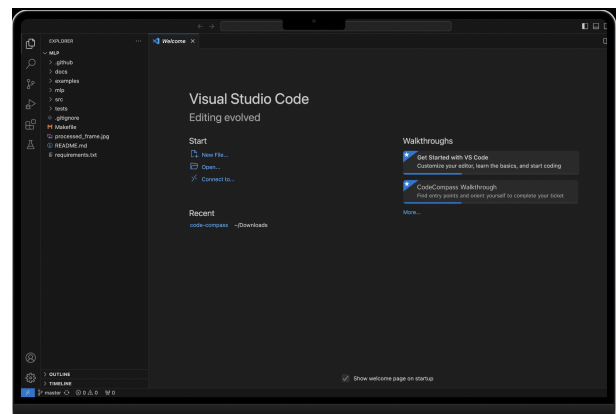 EXPLORER
Welcome
MLP
.github
docs
examples
mlp
src
tests
.gitignore
Makefile
processed_frame.jpg
README.md
requirements.txt
Visual Studio Code
Editing evolved
Start
New File...
Open...
Connect to...
Recent
code-compass ~/Downloads
Walkthroughs
Get Started with VS Code
Customize your editor, learn the basics, and start coding
CodeCompass Walkthrough
Find entry points and orient yourself to complete your ticket
More...
Show welcome page on startup
OUTLINE
TIMELINE
master 0 0 0